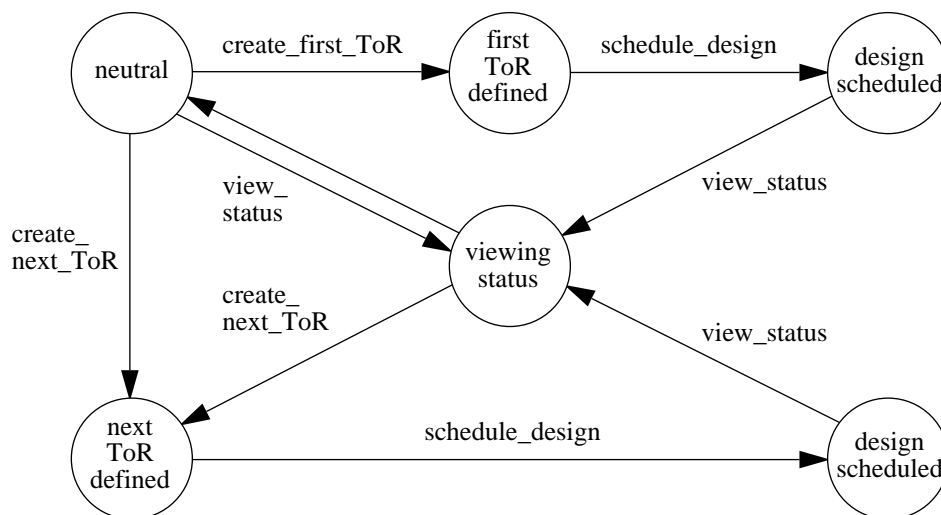 neutral
create_first_ToR
first
ToR
defined
schedule_design
design
scheduled
view_
status
view_status
create_
next_ToR
viewing
status
create_
next_ToR
view_status
next
ToR
defined
schedule_design
design
scheduled